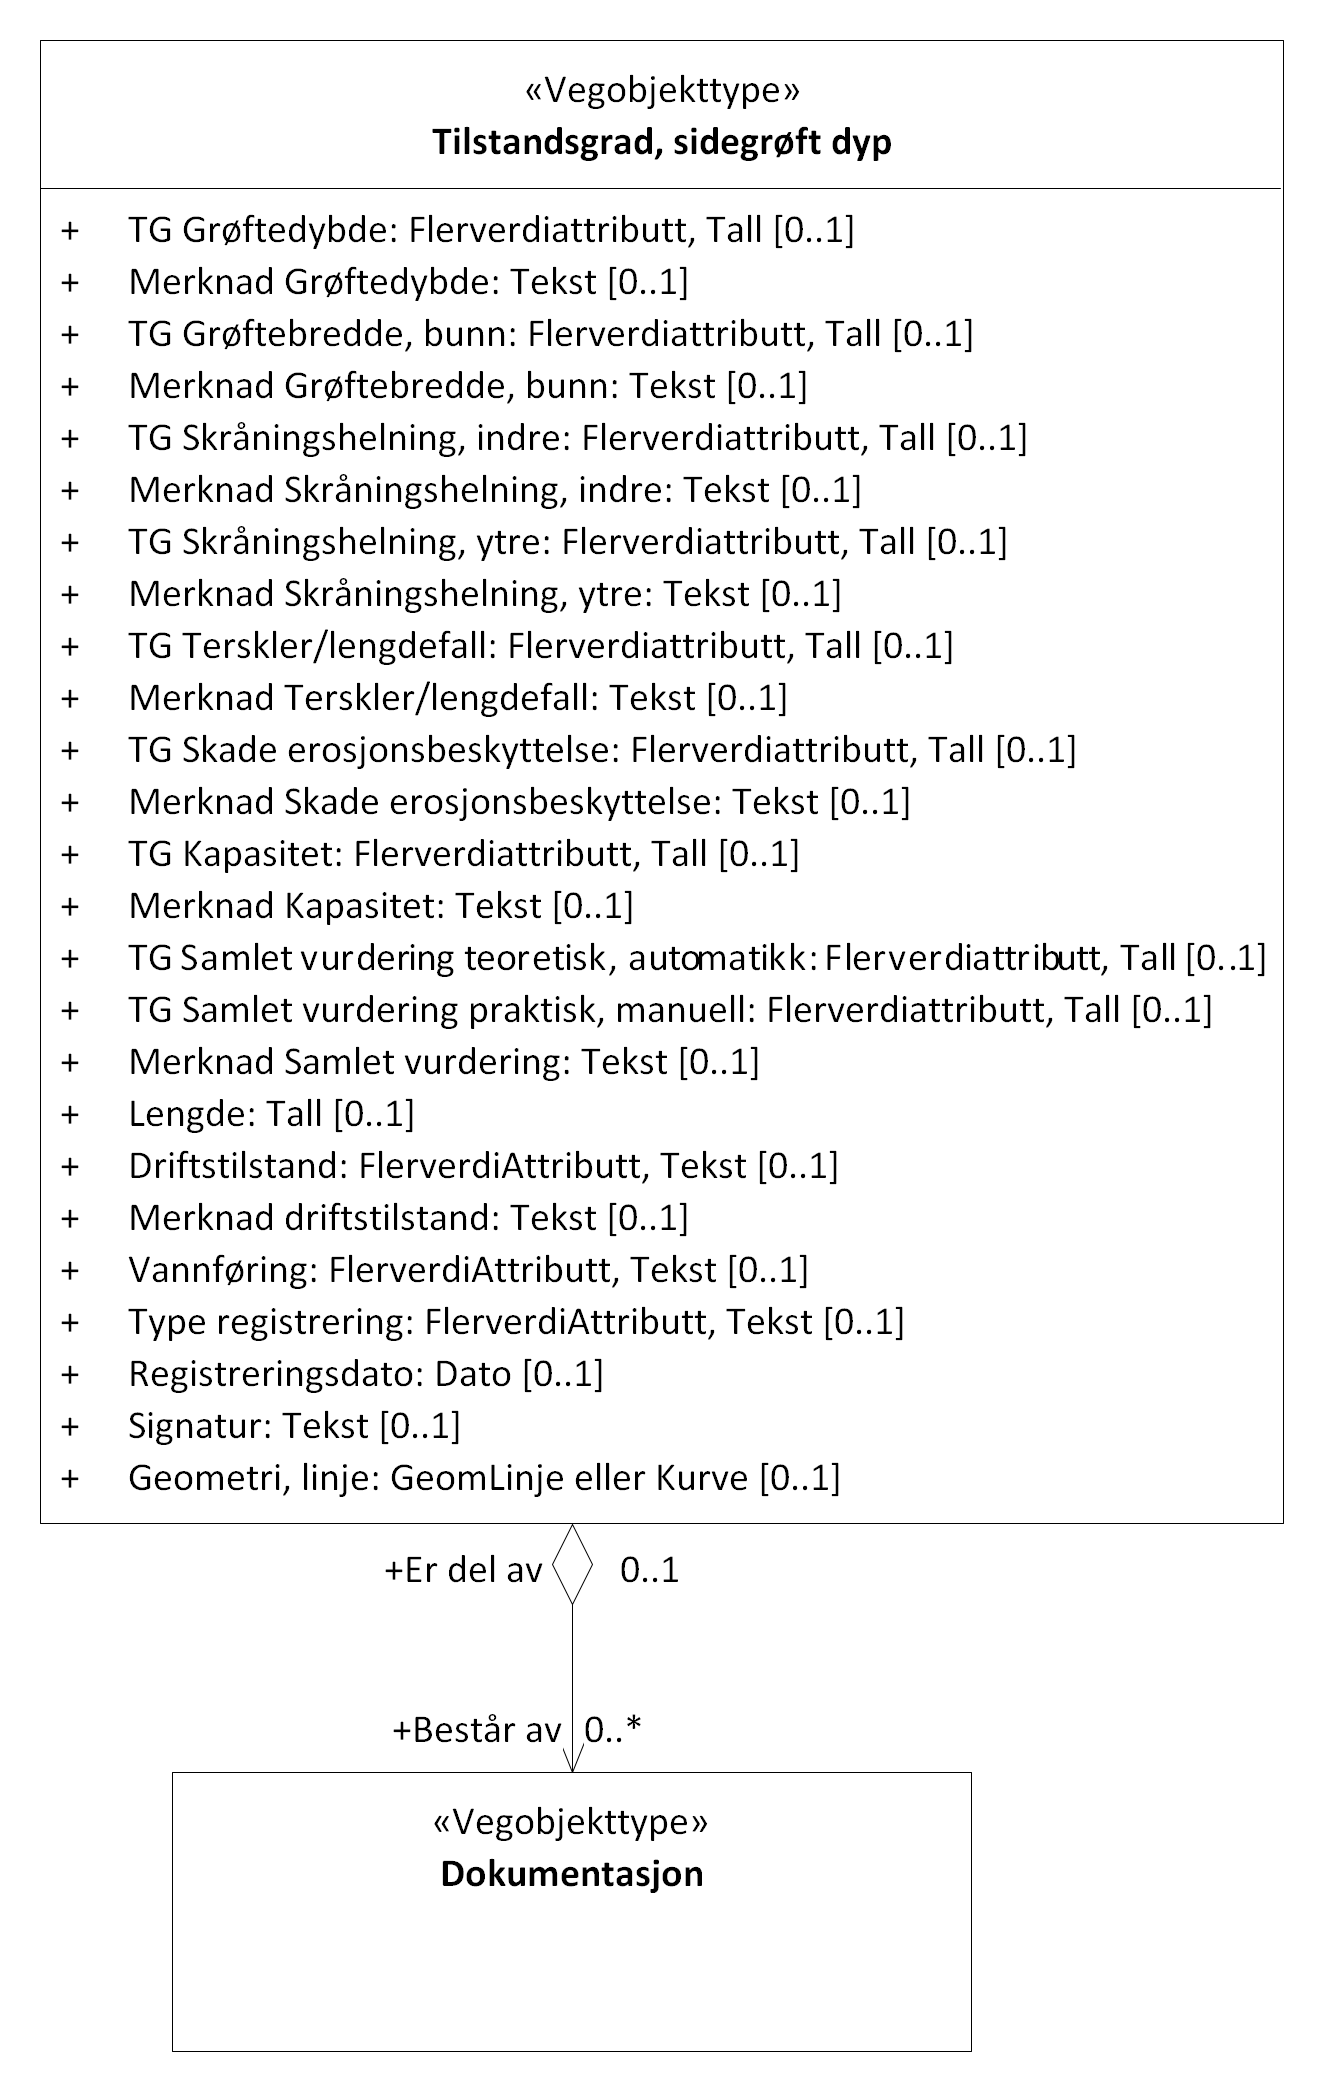 «Vegobjekttype»
Tilstandsgrad, sidegrøft dyp
+ TG Grøftedybde: Flerverdiattributt, Tall [0..1]
+ Merknad Grøftedybde: Tekst [0..1]
+ TG Grøftebredde, bunn: Flerverdiattributt, Tall [0..1]
+ Merknad Grøftebredde, bunn: Tekst [0..1]
+ TG Skråningshelning, indre: Flerverdiattributt, Tall [0..1]
+ Merknad Skråningshelning, indre: Tekst [0..1]
+ TG Skråningshelning, ytre: Flerverdiattributt, Tall [0..1]
+ Merknad Skråningshelning, ytre: Tekst [0..1]
+ TG Terskler/lengdefall: Flerverdiattributt, Tall [0..1]
+ Merknad Terskler/lengdefall: Tekst [0..1]
+ TG Skade erosjonsbeskyttelse: Flerverdiattributt, Tall [0..1]
+ Merknad Skade erosjonsbeskyttelse: Tekst [0..1]
+ TG Kapasitet: Flerverdiattributt, Tall [0..1]
+ Merknad Kapasitet: Tekst [0..1]
+ TG Samlet vurdering teoretisk, automatikk: Flerverdiattributt, Tall [0..1]
+ TG Samlet vurdering praktisk, manuell: Flerverdiattributt, Tall [0..1]
+ Merknad Samlet vurdering: Tekst [0..1]
+ Lengde: Tall [0..1]
+ Driftstilstand: FlerverdiAttributt, Tekst [0..1]
+ Merknad driftstilstand: Tekst [0..1]
+ Vannføring: FlerverdiAttributt, Tekst [0..1]
+ Type registrering: FlerverdiAttributt, Tekst [0..1]
+ Registreringsdato: Dato [0..1]
+ Signatur: Tekst [0..1]
+ Geometri, linje: GeomLinje eller Kurve [0..1]
+Er del av 0..1
+Består av 0..*
«Vegobjekttype»
Dokumentasjon